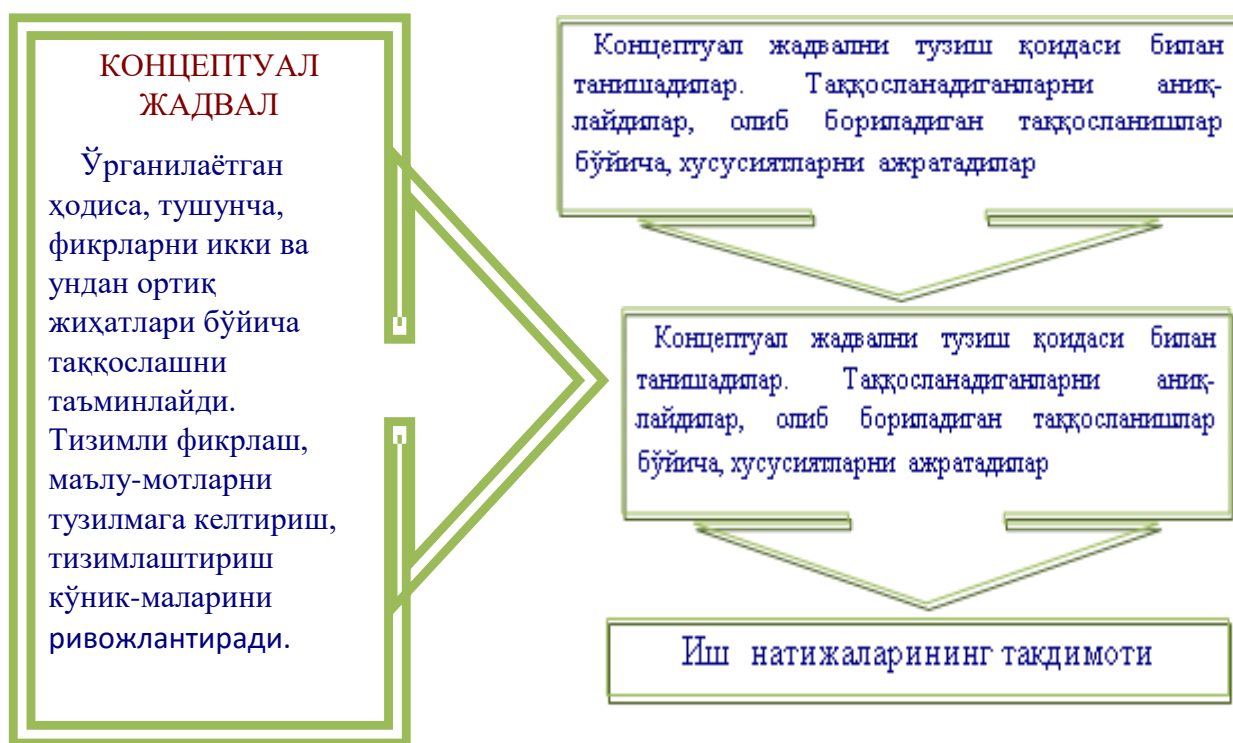 КОНЦЕПТУАЛ
ЖАДВАЛ
Ўрганилаётган
ҳодиса, тушунча,
фикрларни икки ва
ундан ортиқ
жиҳатлари бўйича
таққослашни
таъминлайди.
Тизимли фикрлаш,
маълу-мотларни
тузилмага келтириш,
тизимлаштириш
кўник-маларини
ривожлантиради.
Концептуал жадвални тузиш қоидаси билан
танишадилар. Таққосланадиганларни аниқ-
лайдилар, олиб бориладиган таққосланишлар
бўйича, хусусиятларни ажратадилар
Концептуал жадвални тузиш қоидаси билан
танишадилар. Таққосланадиганларни аниқ-
лайдилар, олиб бориладиган таққосланишлар
бўйича, хусусиятларни ажратадилар
Иш натижаларининг тақдимоти